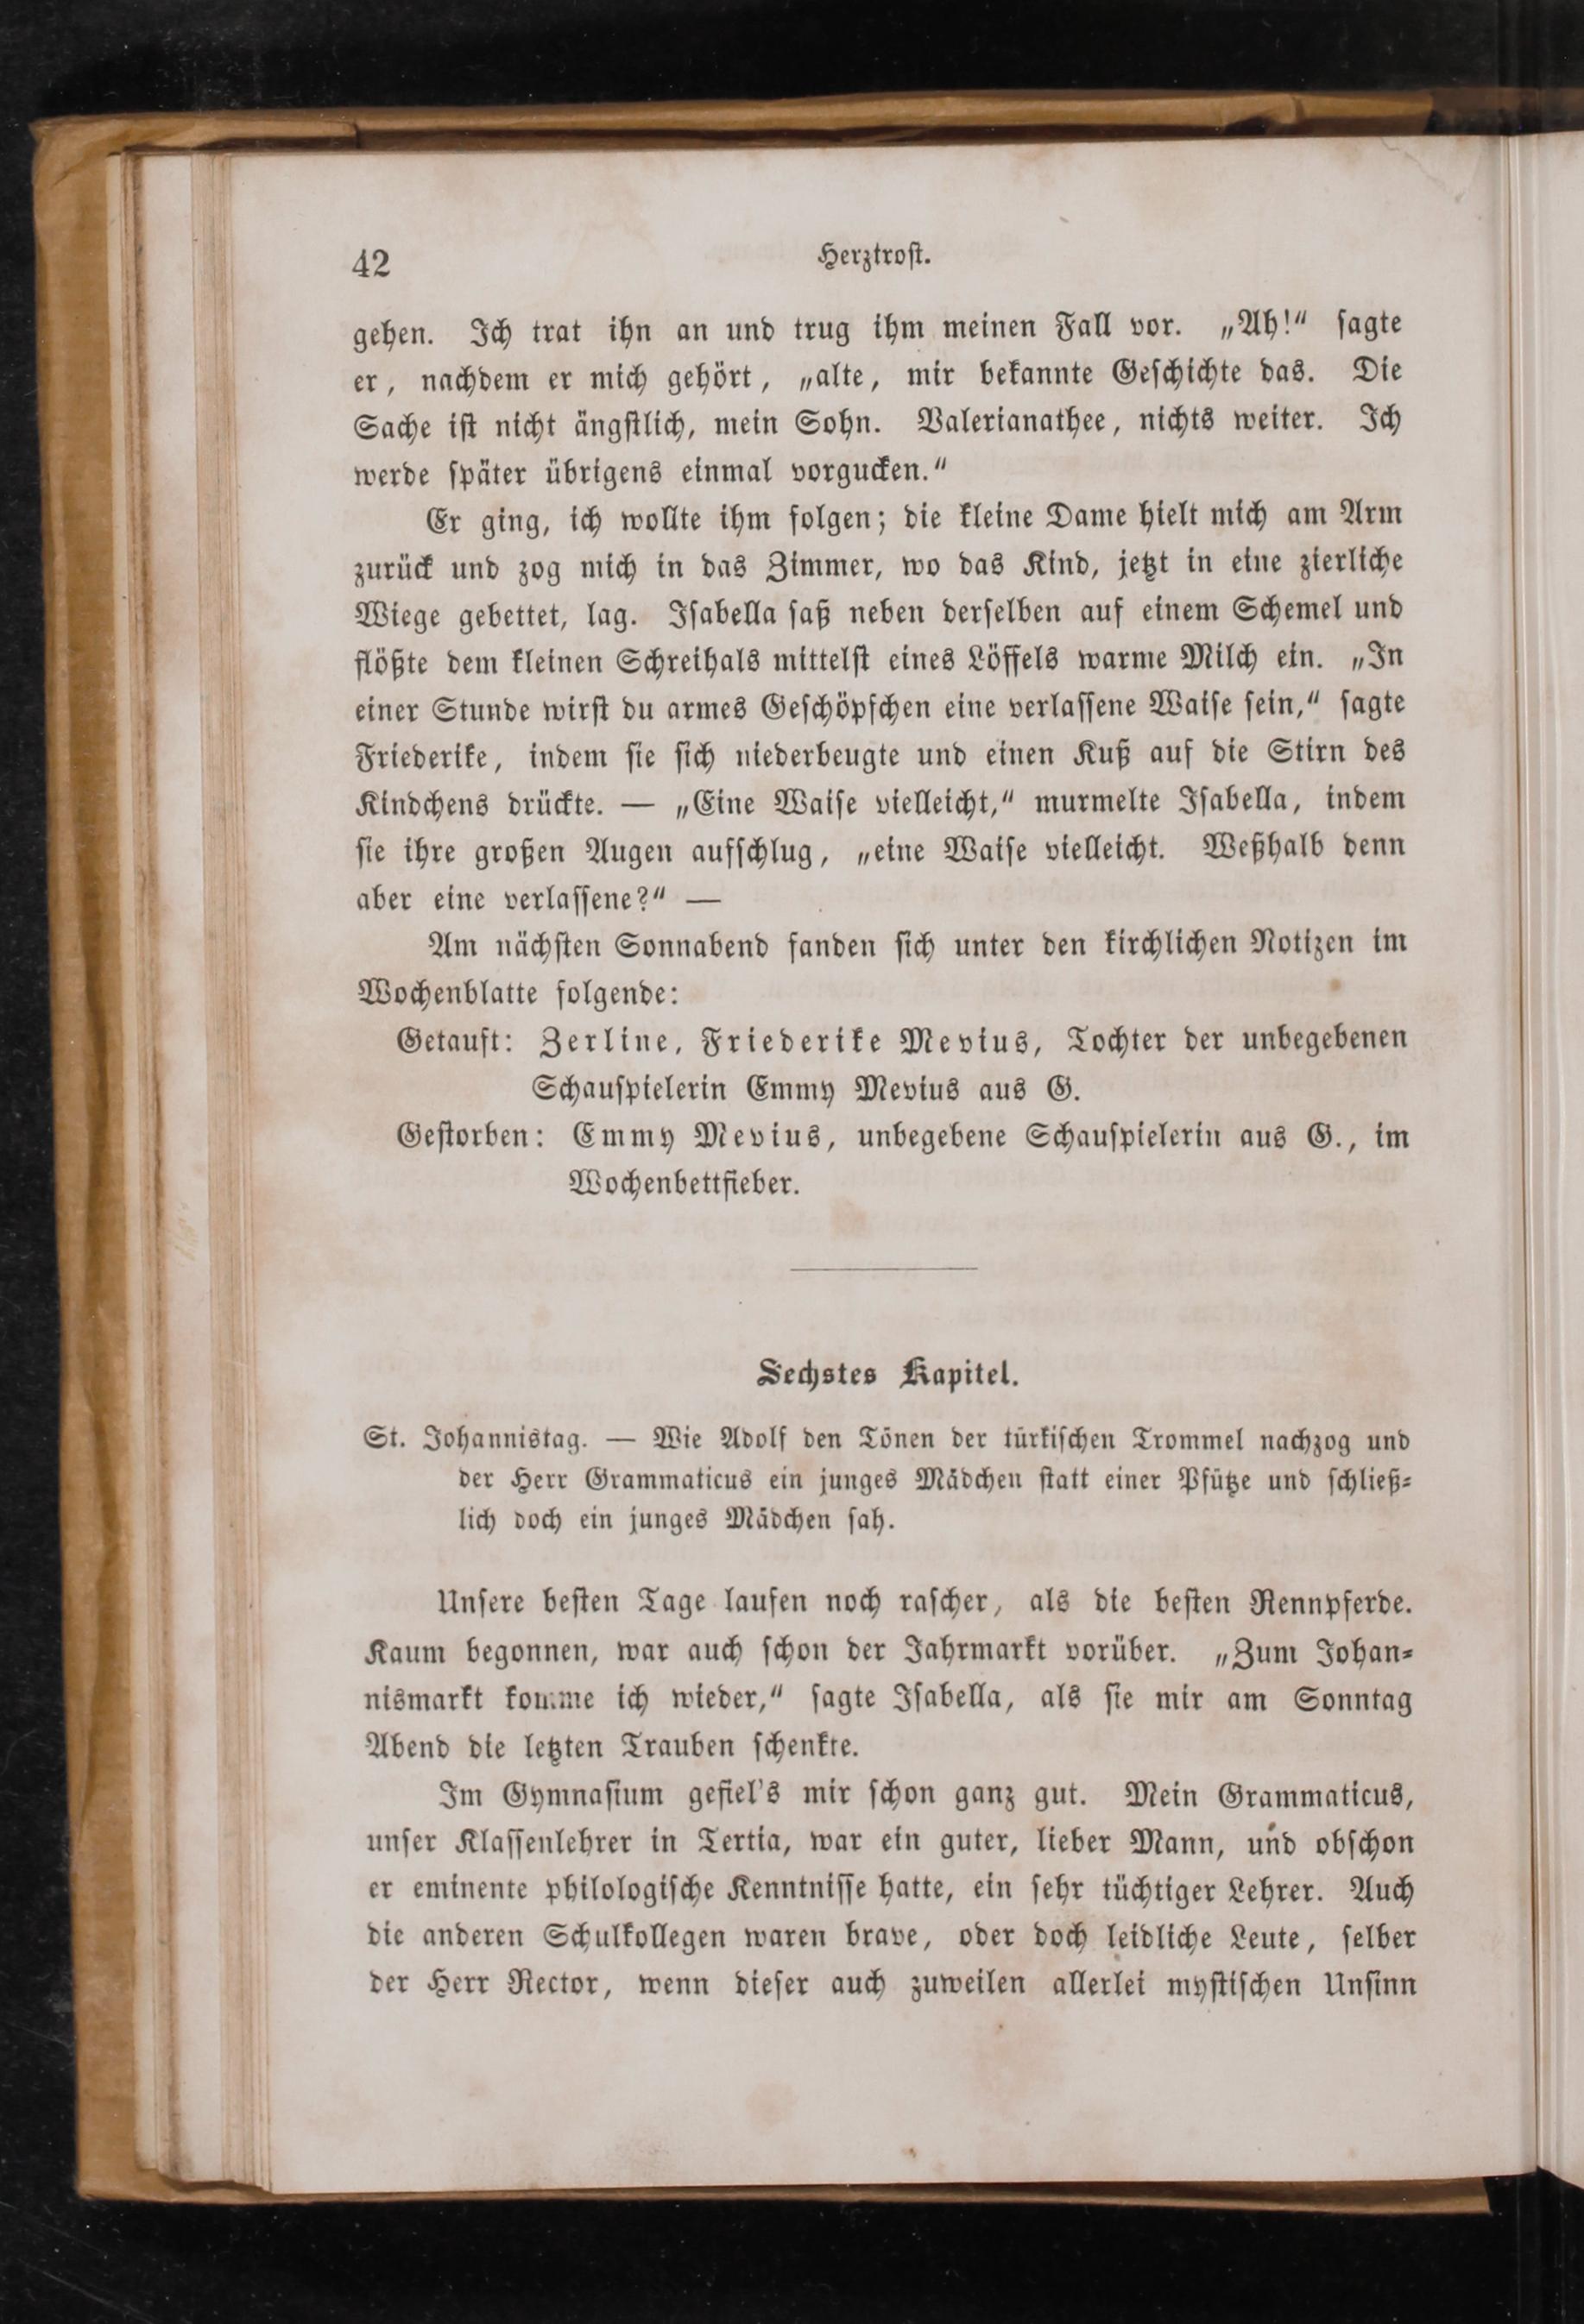 42
Herztroſt.
gehen. Ich trat ihn an und trug ihm meinen Fall vor. „Ah!“ ſagte
er, nachdem er mich gehört, „alte, mir bekannte Geſchichte das. Die
Sache iſt nicht ängſtlich, mein Sohn. Valerianathee, nichts weiter. Ich
werde ſpäter übrigens einmal vorgucken.“
Er ging, ich wollte ihm folgen; die kleine Dame hielt mich am Arm
zurück und zog mich in das Zimmer, wo das Kind, jetzt in eine zierliche
Wiege gebettet, lag. Iſabella ſaß neben derſelben auf einem Schemel und
flößte dem kleinen Schreihals mittelſt eines Löffels warme Milch ein. „In
einer Stunde wirſt du armes Geſchöpfchen eine verlaſſene Waiſe ſein,“ ſagte
Friederike, indem ſie ſich niederbeugte und einen Kuß auf die Stirn des
Kindchens drückte. — „Eine Waiſe vielleicht,“ murmelte Iſabella, indem
ſie ihre großen Augen aufſchlug, „eine Waiſe vielleicht. Weßhalb denn
aber eine verlaſſene?“ —
Am nächſten Sonnabend fanden ſich unter den kirchlichen Notizen im
Wochenblatte folgende:
Getauft: Zerline, Friederike Mevius, Tochter der unbegebenen
Schauſpielerin Emmy Mevius aus G.
Geſtorben: Emmy Mevius, unbegebene Schauſpielerin aus G., im
Wochenbettfieber.
Sechstes Kapitel.
St. Johannistag. — Wie Adolf den Tönen der türkiſchen Trommel nachzog und
der Herr Grammaticus ein junges Mädchen ſtatt einer Pfütze und ſchließ-
lich doch ein junges Mädchen ſah.
Unſere beſten Tage laufen noch raſcher, als die beſten Rennpferde.
Kaum begonnen, war auch ſchon der Jahrmarkt vorüber. „Zum Johan-
nismarkt komme ich wieder,“ ſagte Iſabella, als ſie mir am Sonntag
Abend die letzten Trauben ſchenkte.
Im Gymnaſium gefiel's mir ſchon ganz gut. Mein Grammaticus,
unſer Klaſſenlehrer in Tertia, war ein guter, lieber Mann, und obſchon
er eminente philologiſche Kenntniſſe hatte, ein ſehr tüchtiger Lehrer. Auch
die anderen Schulkollegen waren brave, oder doch leidliche Leute, ſelber
der Herr Rector, wenn dieſer auch zuweilen allerlei myſtiſchen Unſinn